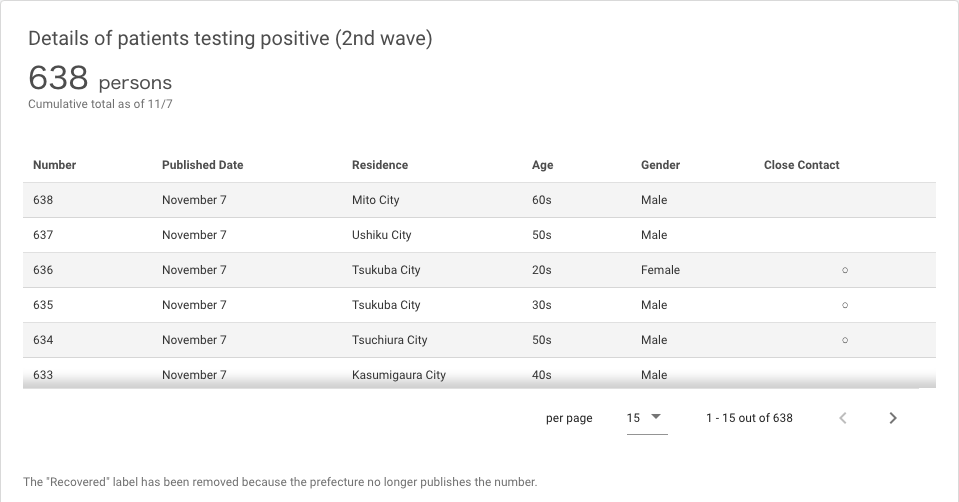 Details of patients testing positive (2nd wave)
638 persons
Cumulative total as of 11/7
Number Published Date Residence Age Gender Close Contact
638 November 7 Mito City 60s Male
637 November 7 Ushiku City 50s Male
636 November 7 Tsukuba City 20s Female ○
635 November 7 Tsukuba City 30s Male ○
634 November 7 Tsuchiura City 50s Male ○
633 November 7 Kasumigaura City 40s Male
per page 15 1 - 15 out of 638
The "Recovered" label has been removed because the prefecture no longer publishes the number.